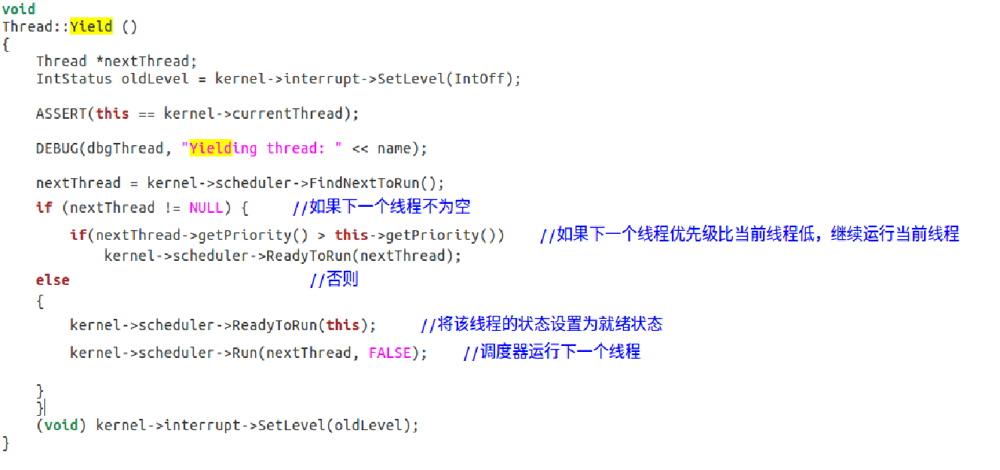 void
Thread::Yield ()
{
    Thread *nextThread;
    IntStatus oldLevel = kernel->interrupt->SetLevel(IntOff);
    ASSERT(this == kernel->currentThread);
    DEBUG(dbgThread, "Yielding thread: " << name);
    nextThread = kernel->scheduler->FindNextToRun();
    if (nextThread != NULL) {     //如果下一个线程不为空
        if(nextThread->getPriority() > this->getPriority())    //如果下一个线程优先级比当前线程低，继续运行当前线程
            kernel->scheduler->ReadyToRun(nextThread);
    else                            //否则
    {
        kernel->scheduler->ReadyToRun(this);     //将该线程的状态设置为就绪状态
        kernel->scheduler->Run(nextThread, FALSE);    //调度器运行下一个线程
    }
    }
    (void) kernel->interrupt->SetLevel(oldLevel);
}